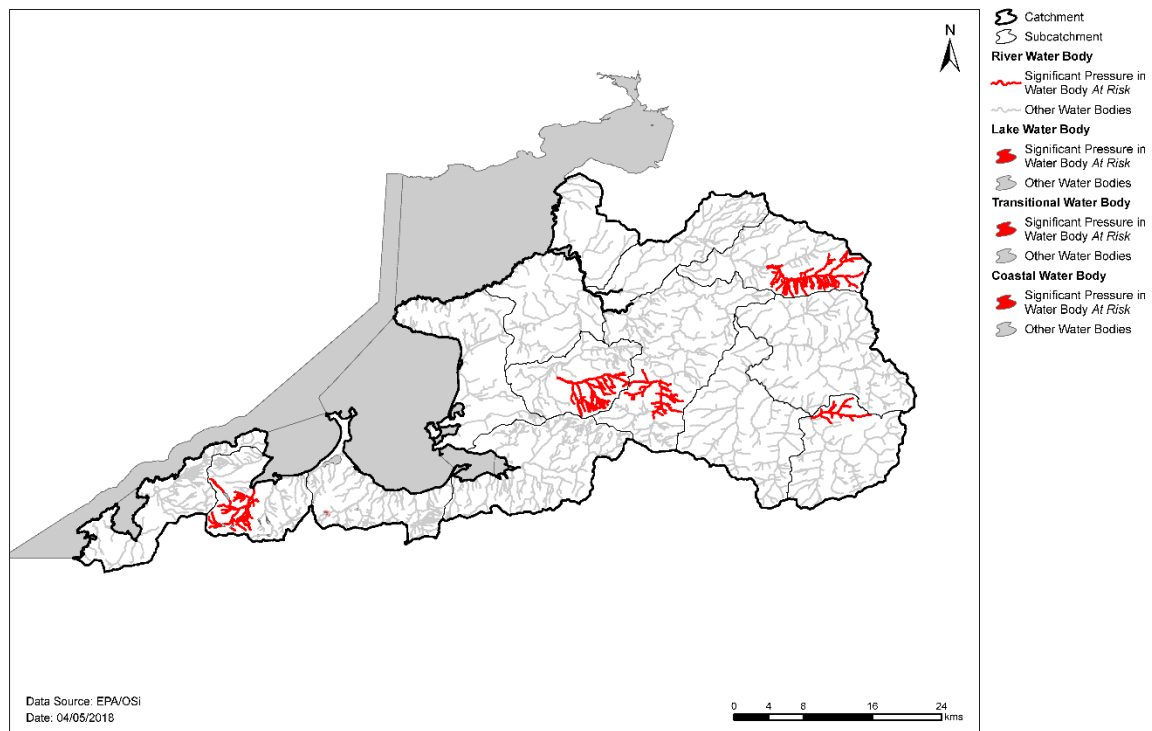 N
Catchment
Subcatchment
River Water Body
Significant Pressure in
Water Body At Risk
Other Water Bodies
Lake Water Body
Significant Pressure in
Water Body At Risk
Other Water Bodies
Transitional Water Body
Significant Pressure in
Water Body At Risk
Other Water Bodies
Coastal Water Body
Significant Pressure in
Water Body At Risk
Other Water Bodies
Data Source: EPA/OSi
Date: 04/05/2018
0 4 8 16 24
kms